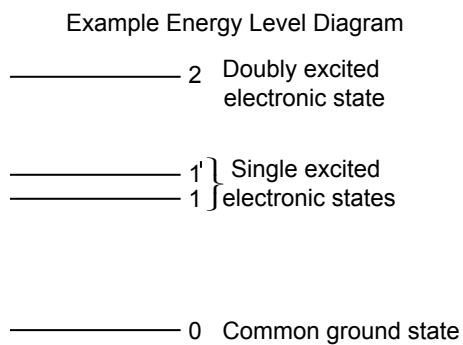 Example Energy Level Diagram
2 Doubly excited
electronic state
1' Single excited
1 electronic states
0 Common ground state